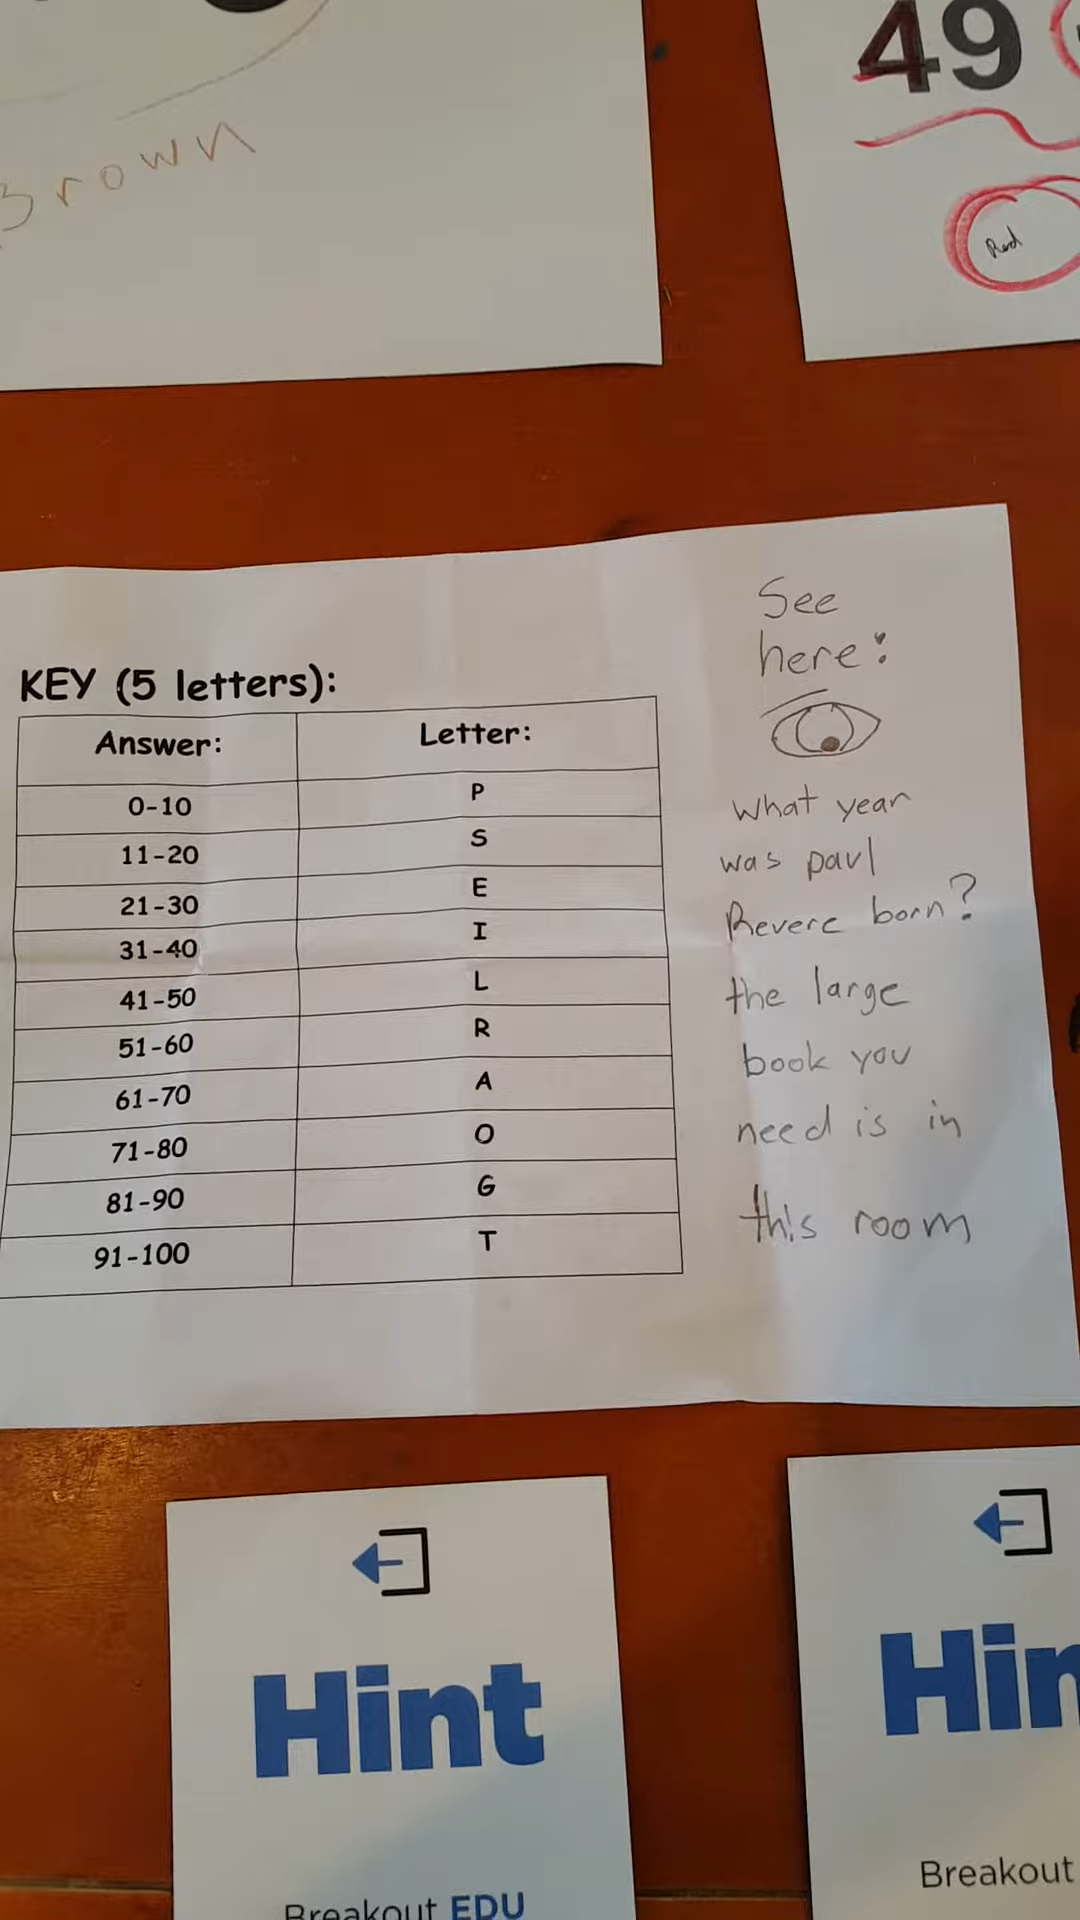 49
Brown
Red
KEY (5 letters):
Answer: Letter:
0-10 P
11-20 S
21-30 E
31-40 I
41-50 L
51-60 R
61-70 A
71-80 O
81-90 G
91-100 T
See
here:
what year
was paul
Revere born?
the large
book you
need is in
this room
Hint
Breakout EDU
Hin
Breakout